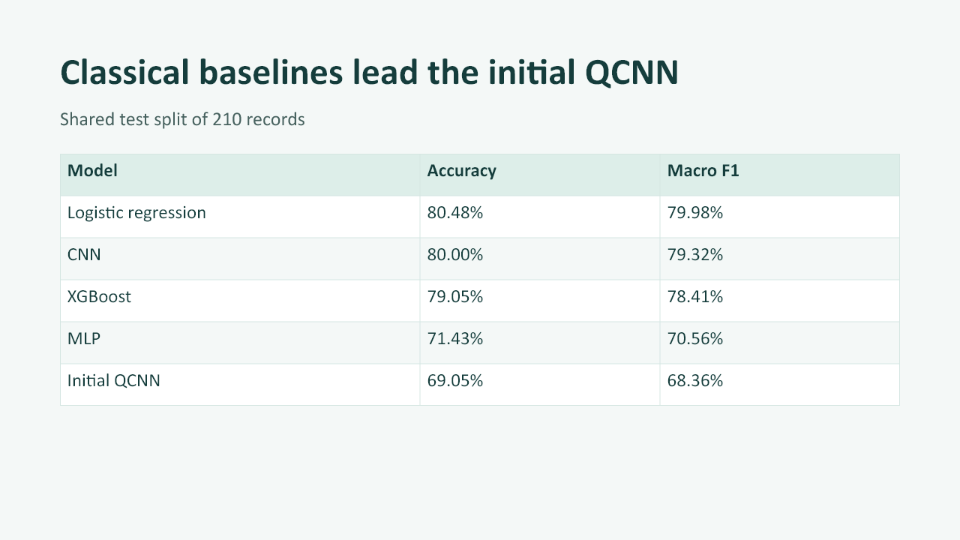 Classical baselines lead the initial QCNN
Shared test split of 210 records
Model Accuracy Macro F1
Logistic regression 80.48% 79.98%
CNN 80.00% 79.32%
XGBoost 79.05% 78.41%
MLP 71.43% 70.56%
Initial QCNN 69.05% 68.36%